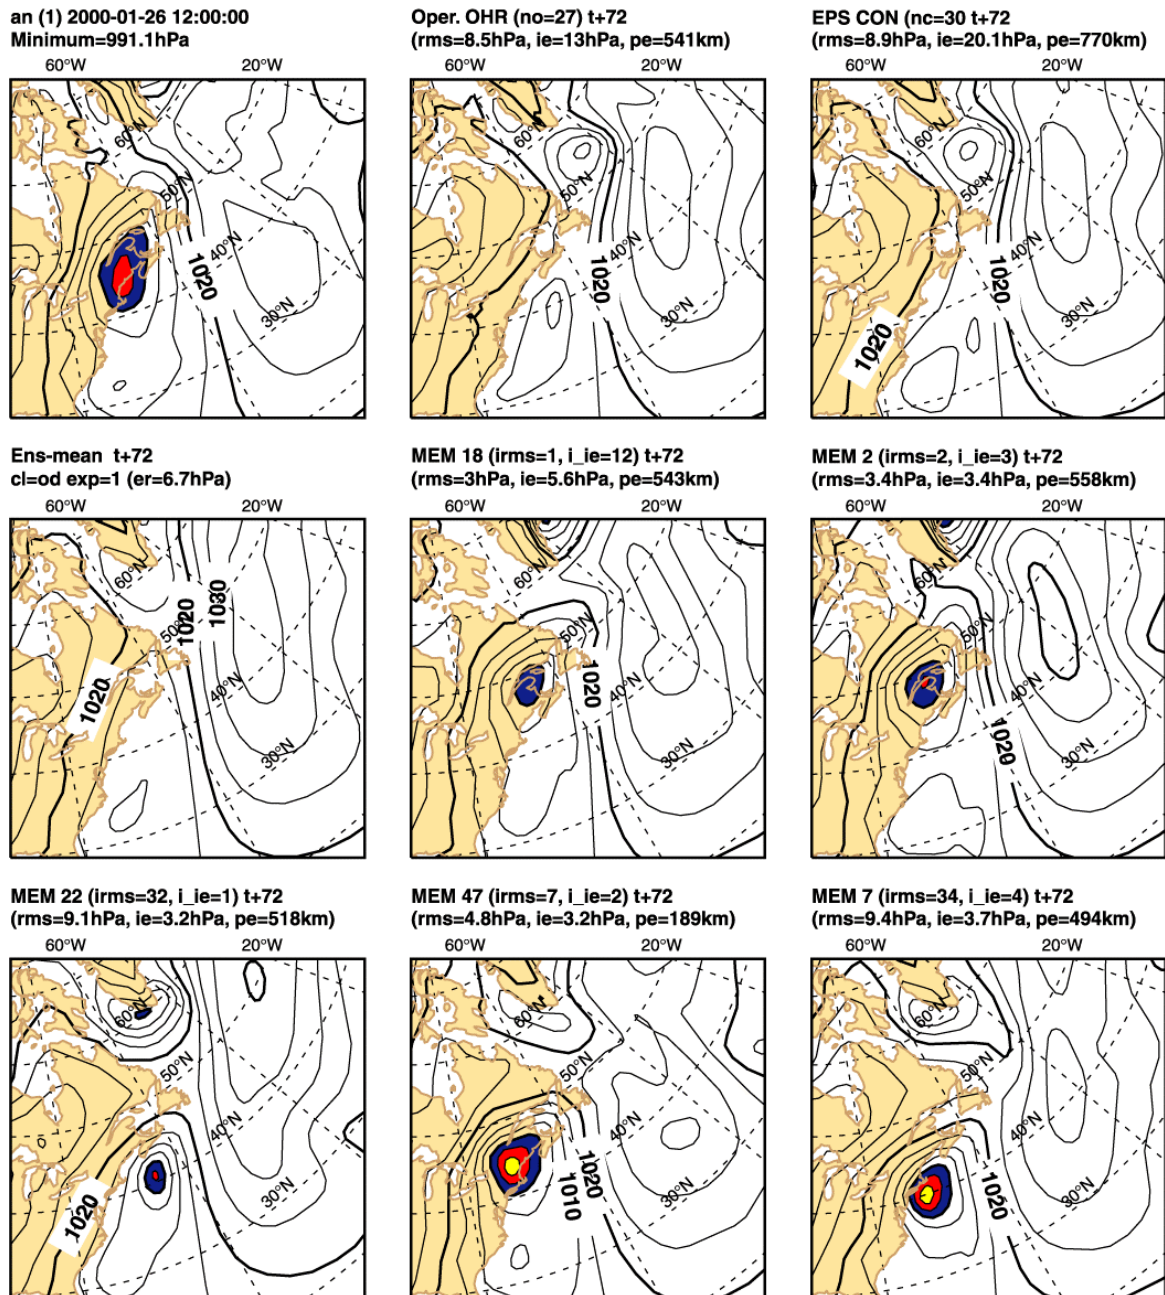 an (1) 2000-01-26 12:00:00
Minimum=991.1hPa
60°W 20°W
60°N
50°N
40°N
30°N
1020
Oper. OHR (no=27) t+72
(rms=8.5hPa, ie=13hPa, pe=541km)
60°W 20°W
60°N
50°N
40°N
30°N
1020
EPS CON (nc=30 t+72
(rms=8.9hPa, ie=20.1hPa, pe=770km)
60°W 20°W
60°N
50°N
40°N
30°N
1020
1020
Ens-mean t+72
cl=od exp=1 (er=6.7hPa)
60°W 20°W
60°N
1030
1020
50°N
1020
40°N
30°N
MEM 18 (irms=1, i_ie=12) t+72
(rms=3hPa, ie=5.6hPa, pe=543km)
60°W 20°W
60°N
50°N
1020
40°N
30°N
MEM 2 (irms=2, i_ie=3) t+72
(rms=3.4hPa, ie=3.4hPa, pe=558km)
60°W 20°W
60°N
50°N
40°N
1020
30°N
MEM 22 (irms=32, i_ie=1) t+72
(rms=9.1hPa, ie=3.2hPa, pe=518km)
60°W 20°W
60°N
50°N
40°N
30°N
1020
MEM 47 (irms=7, i_ie=2) t+72
(rms=4.8hPa, ie=3.2hPa, pe=189km)
60°W 20°W
60°N
50°N
40°N
1020
1010
30°N
MEM 7 (irms=34, i_ie=4) t+72
(rms=9.4hPa, ie=3.7hPa, pe=494km)
60°W 20°W
60°N
50°N
40°N
1020
30°N